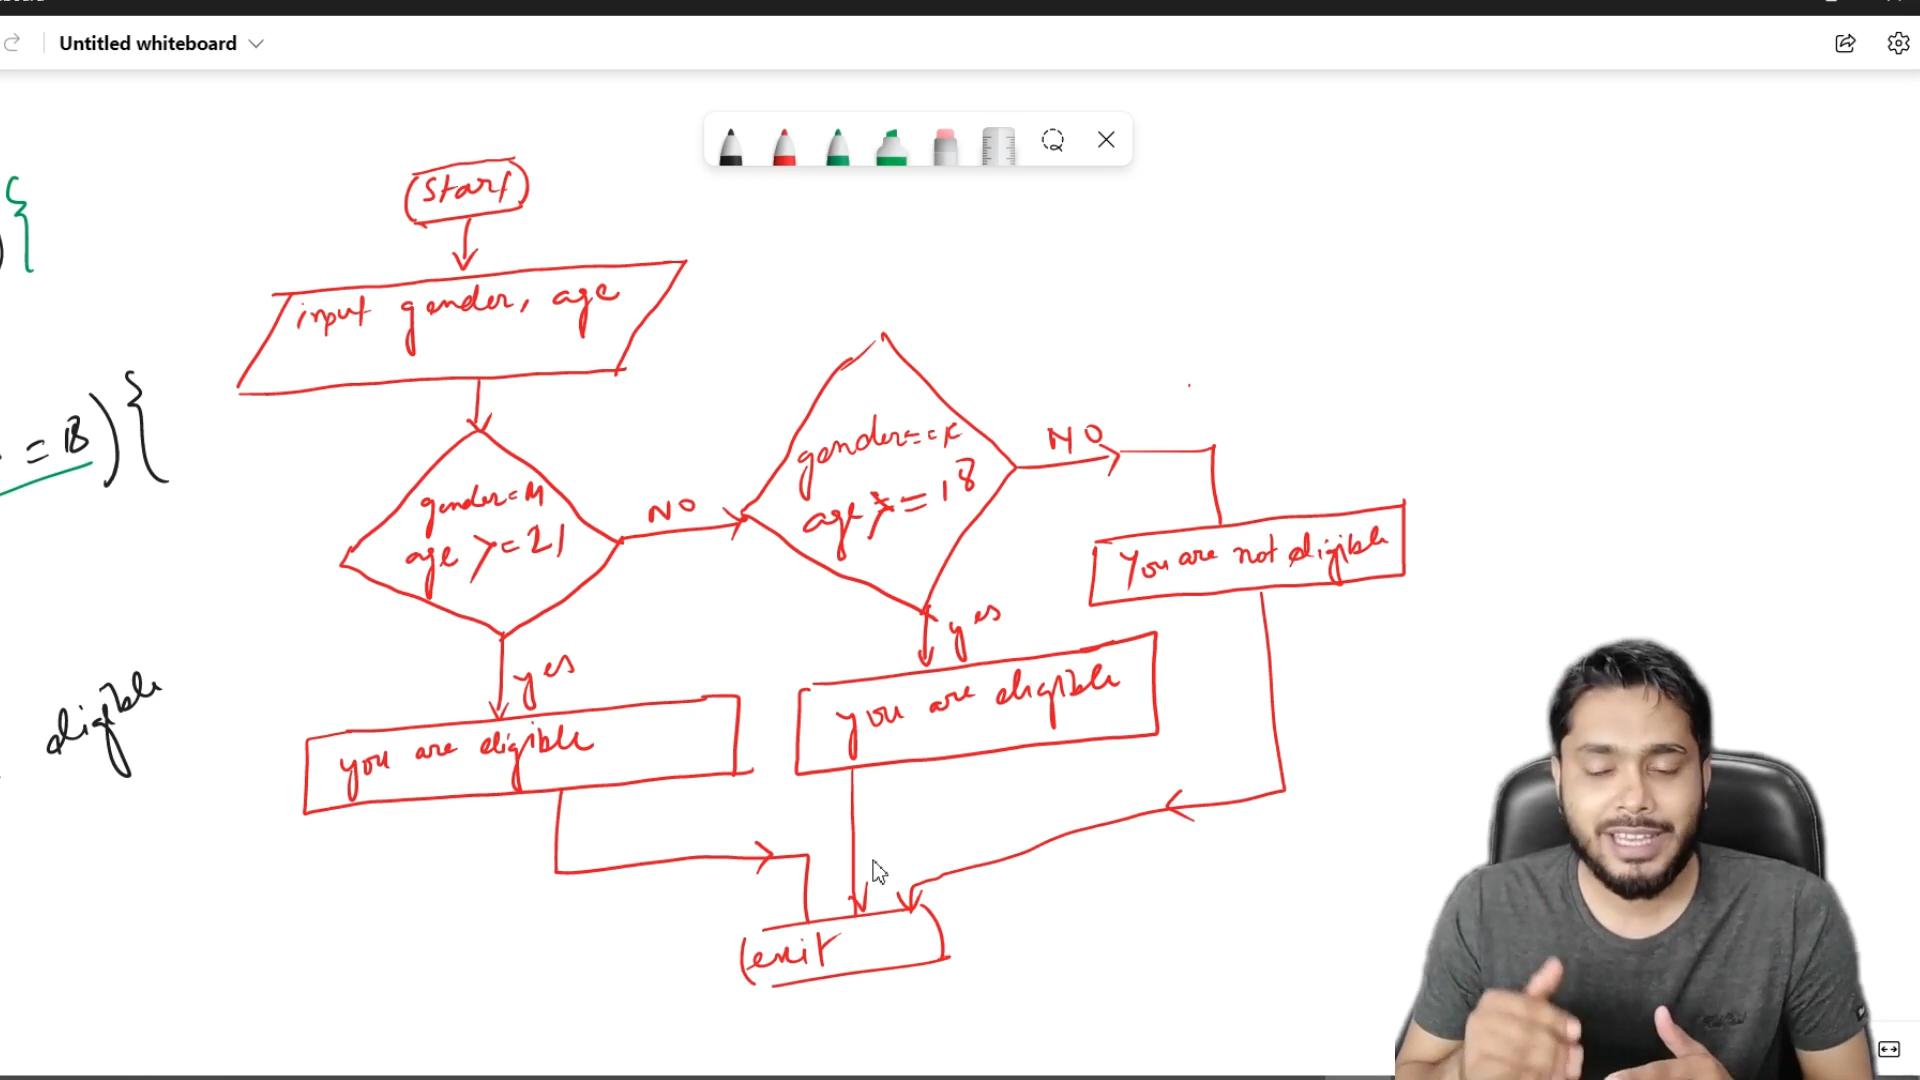 Untitled whiteboard
Start
input gender, age
gender=M
age >=21
NO
yes
you are eligible
age >=18
NO
yes
you are eligible
You are not eligible
exit
= 18){
eligible